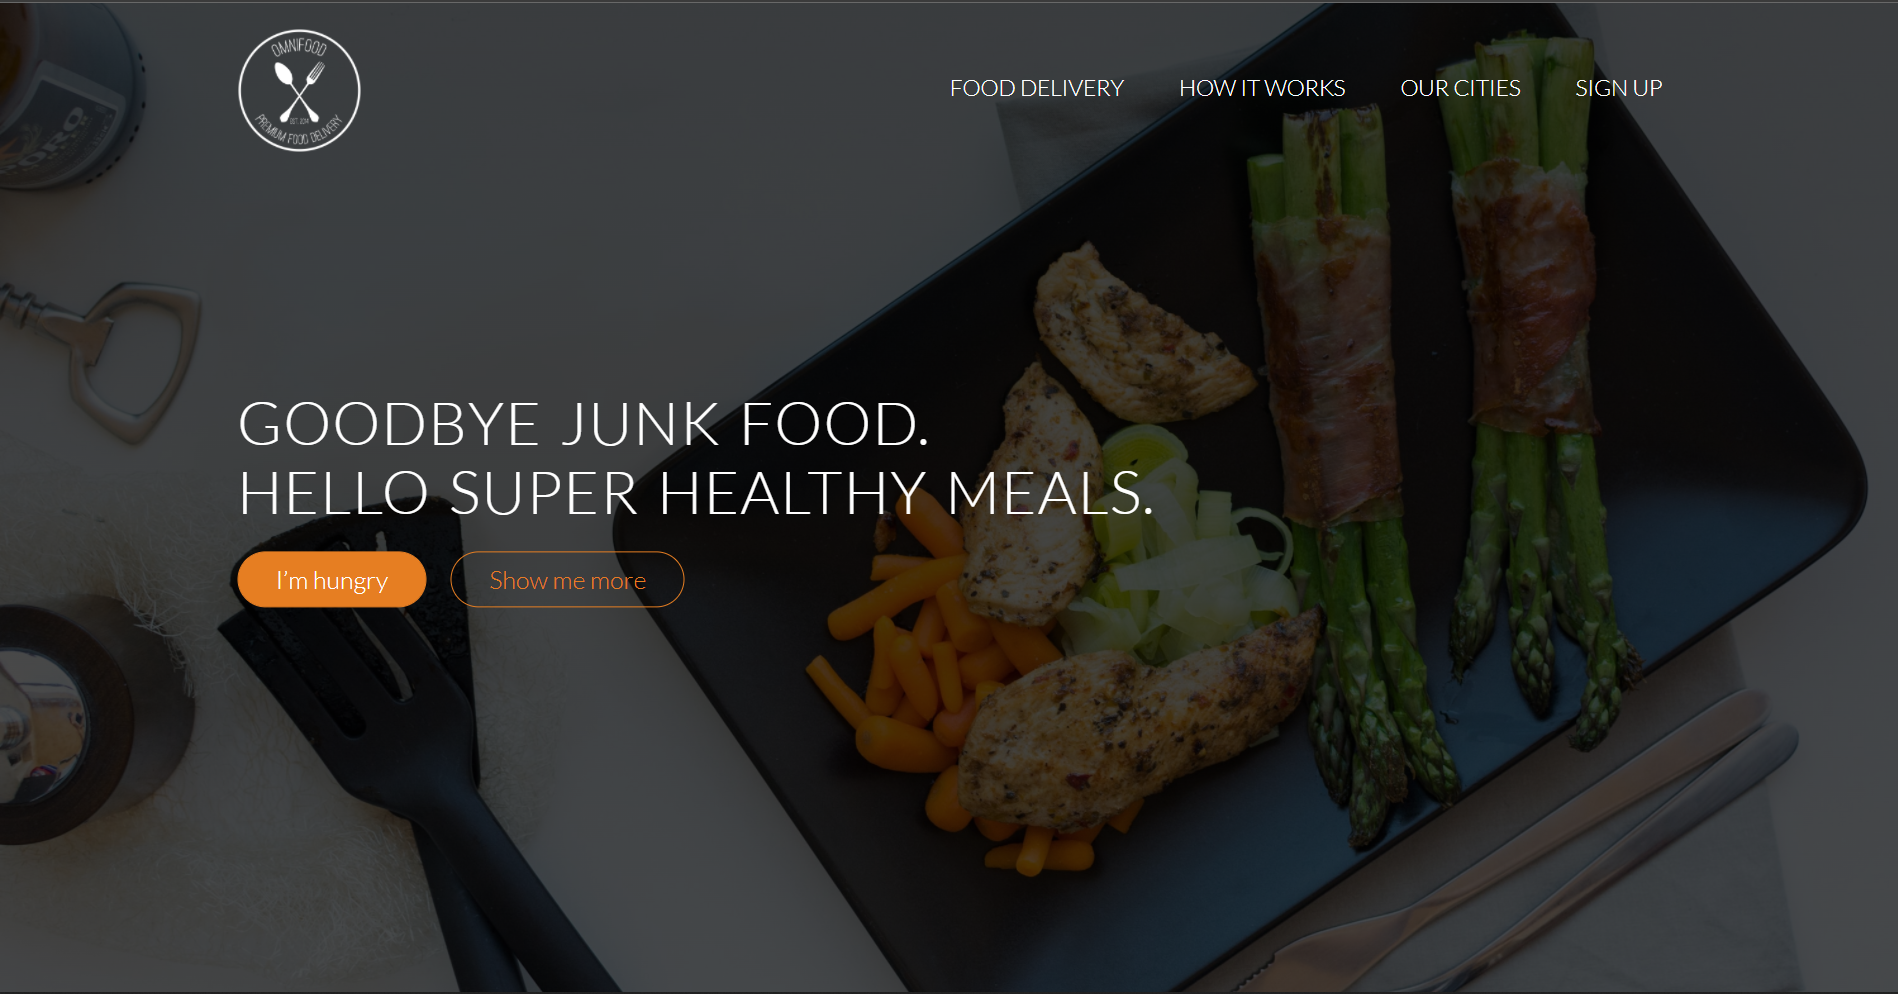 OMNIFOOD
EST. 2014
PREMIUM FOOD DELIVERY
FOOD DELIVERY
HOW IT WORKS
OUR CITIES
SIGN UP
GOODBYE JUNK FOOD.
HELLO SUPER HEALTHY MEALS.
I'm hungry
Show me more